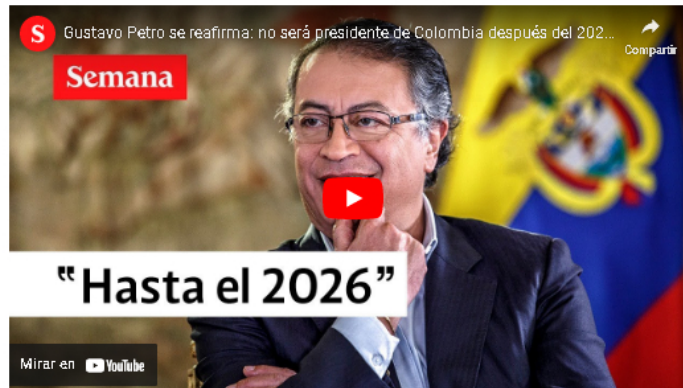 S Gustavo Petro se reafirma: no será presidente de Colombia después del 202...
Compartir
Semana
“Hasta el 2026”
Mirar en YouTube